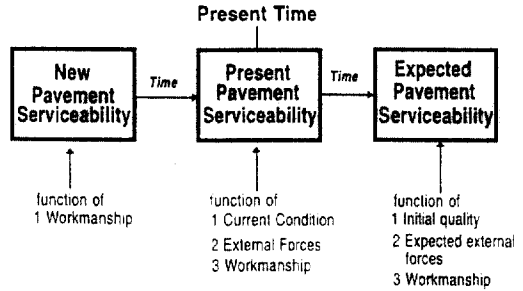 Present Time
New
Pavement
Serviceability
Time
Present
Pavement
Serviceability
Time
Expected
Pavement
Serviceability
function of
1 Workmanship
function of
1 Current Condition
2 External Forces
3 Workmanship
function of
1 Initial quality
2 Expected external
forces
3 Workmanship